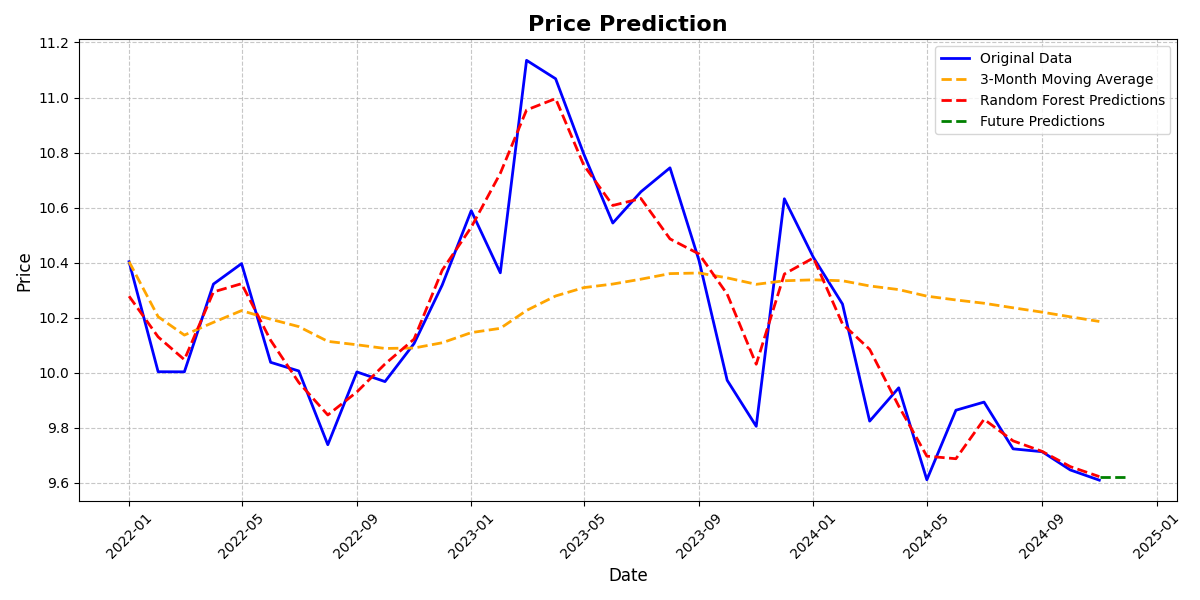 Price Prediction
Original Data
3-Month Moving Average
Random Forest Predictions
Future Predictions
Price
11.2
11.0
10.8
10.6
10.4
10.2
10.0
9.8
9.6
2022-01
2022-05
2022-09
2023-01
2023-05
2023-09
2024-01
2024-05
2024-09
2025-01
Date